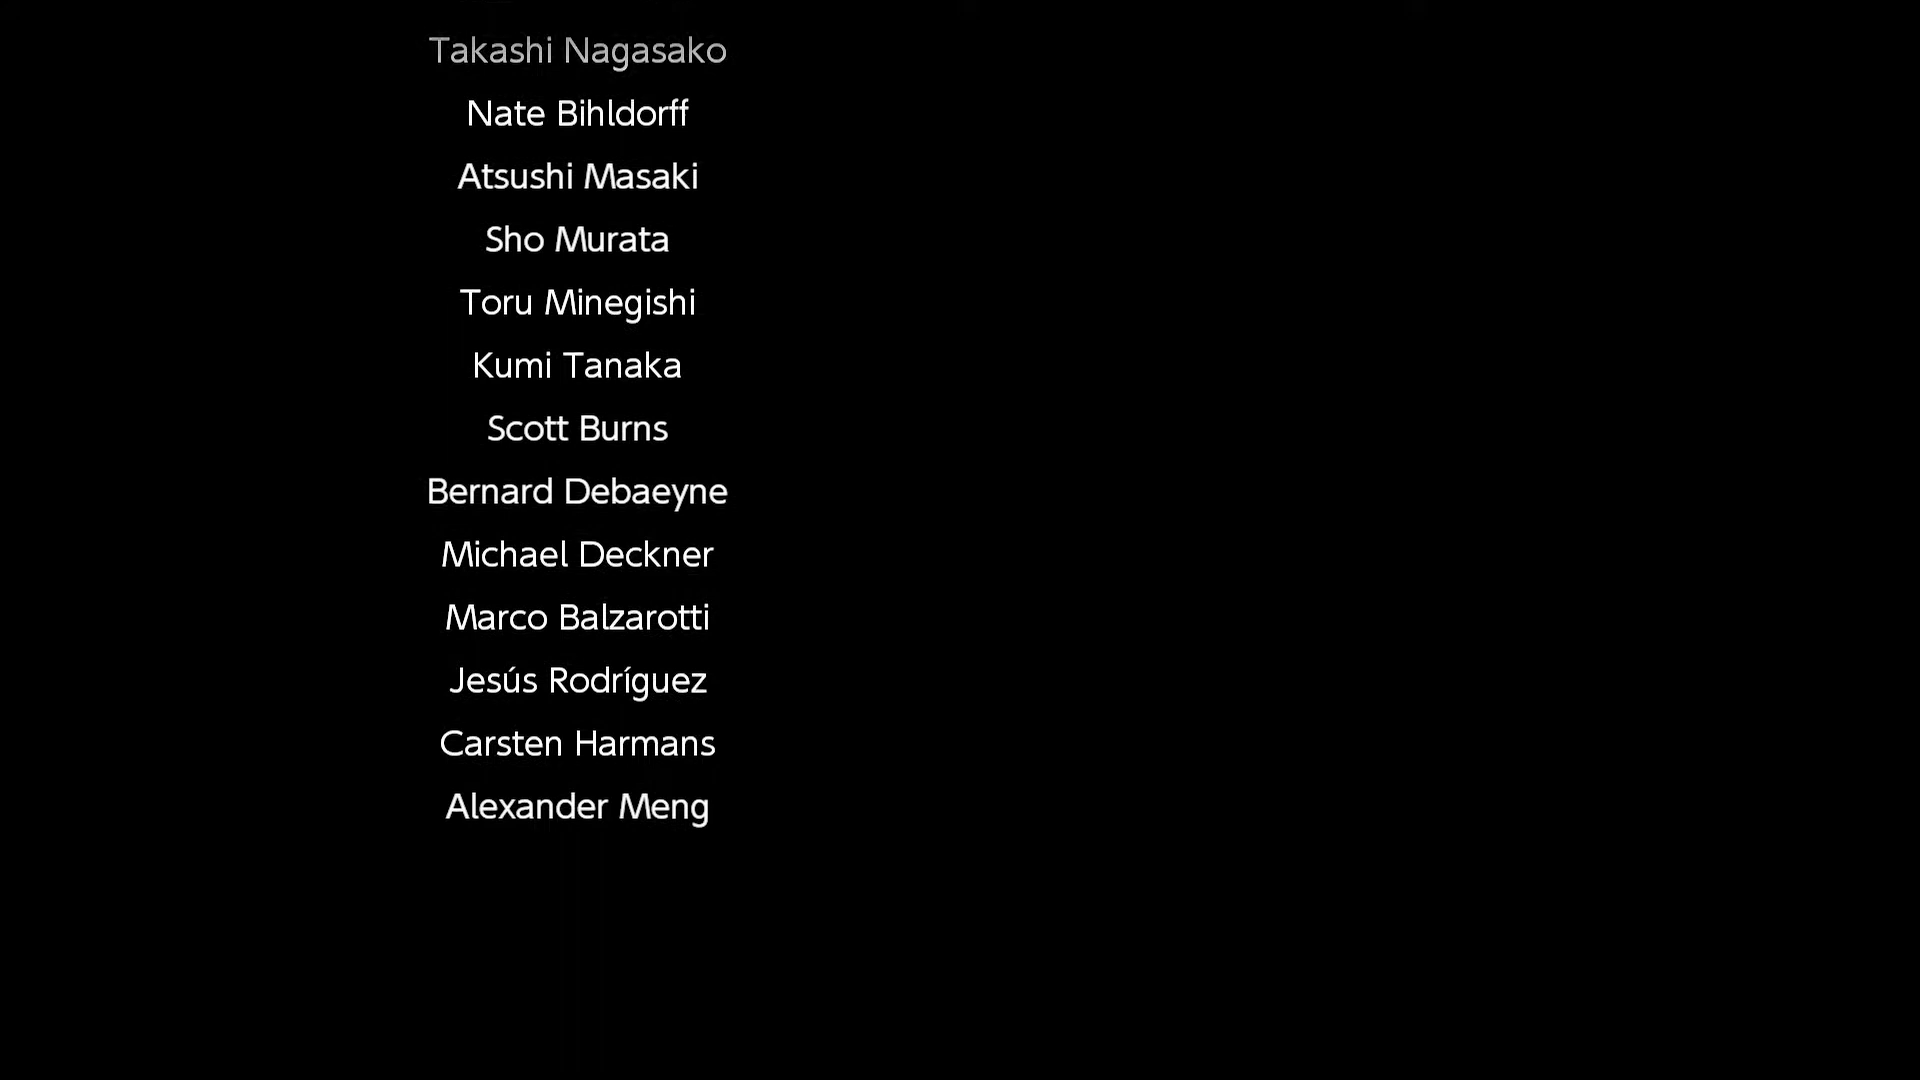 Takashi Nagasako
Nate Bihldorff
Atsushi Masaki
Sho Murata
Toru Minegishi
Kumi Tanaka
Scott Burns
Bernard Debaeyne
Michael Deckner
Marco Balzarotti
Jesús Rodríguez
Carsten Harmans
Alexander Meng